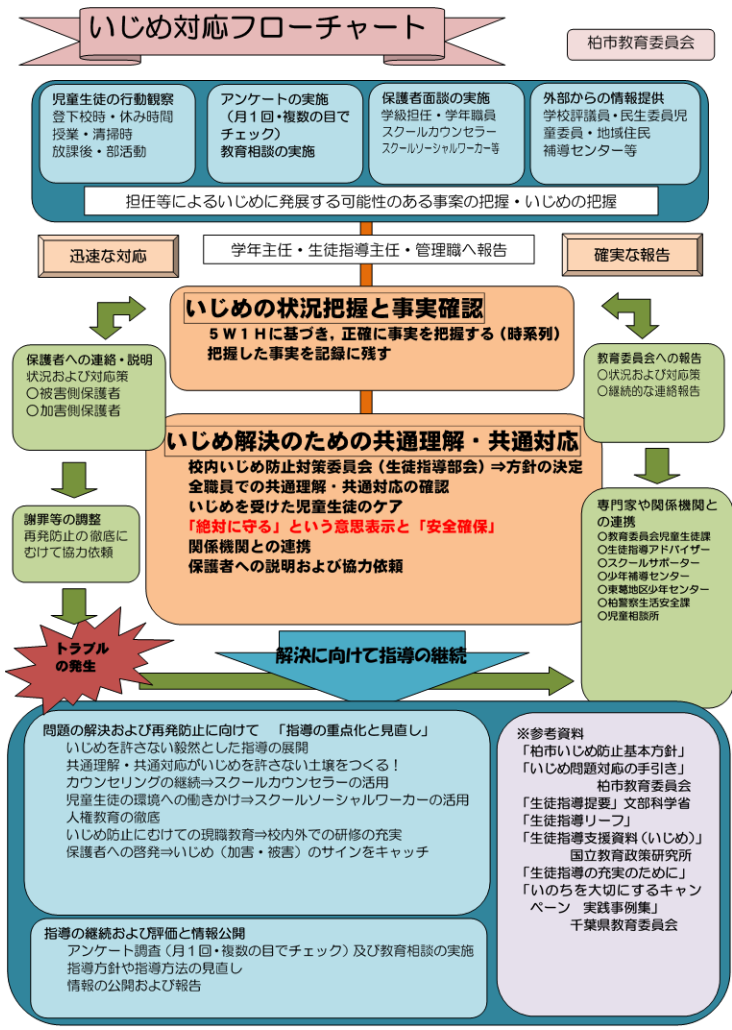 いじめ対応フローチャート
柏市教育委員会
児童生徒の行動観察
登下校時・休み時間
授業・清掃時
放課後・部活動
アンケートの実施
（月１回・複数の目で
チェック）
教育相談の実施
保護者面談の実施
学級担任・学年職員
スクールカウンセラー
スクールソーシャルワーカー等
外部からの情報提供
学校評議員・民生委員児
童委員・地域住民
補導センター等
担任等によるいじめに発展する可能性のある事案の把握・いじめの把握
迅速な対応
学年主任・生徒指導主任・管理職へ報告
確実な報告
いじめの状況把握と事実確認
５Ｗ１Ｈに基づき，正確に事実を把握する（時系列）
把握した事実を記録に残す
保護者への連絡・説明
状況および対応策
○被害側保護者
○加害側保護者
教育委員会への報告
○状況および対応策
○継続的な連絡報告
いじめ解決のための共通理解・共通対応
校内いじめ防止対策委員会（生徒指導部会）⇒方針の決定
全職員での共通理解・共通対応の確認
いじめを受けた児童生徒のケア
「絶対に守る」という意思表示と「安全確保」
関係機関との連携
保護者への説明および協力依頼
謝罪等の調整
再発防止の徹底に
むけて協力依頼
専門家や関係機関と
の連携
○教育委員会児童生徒課
○生徒指導アドバイザー
○スクールサポーター
○少年補導センター
○東葛地区少年センター
○柏警察生活安全課
○児童相談所
トラブル
の発生
解決に向けて指導の継続
問題の解決および再発防止に向けて　「指導の重点化と見直し」
いじめを許さない毅然とした指導の展開
共通理解・共通対応がいじめを許さない土壌をつくる！
カウンセリングの継続⇒スクールカウンセラーの活用
児童生徒の環境への働きかけ⇒スクールソーシャルワーカーの活用
人権教育の徹底
いじめ防止にむけての現職教育⇒校内外での研修の充実
保護者への啓発⇒いじめ（加害・被害）のサインをキャッチ
指導の継続および評価と情報公開
アンケート調査（月１回・複数の目でチェック）及び教育相談の実施
指導方針や指導方法の見直し
情報の公開および報告
※参考資料
「柏市いじめ防止基本方針」
「いじめ問題対応の手引き」
柏市教育委員会
「生徒指導提要」文部科学省
「生徒指導リーフ」
「生徒指導支援資料（いじめ）」
国立教育政策研究所
「生徒指導の充実のために」
「いのちを大切にするキャン
ペーン　実践事例集」
千葉県教育委員会